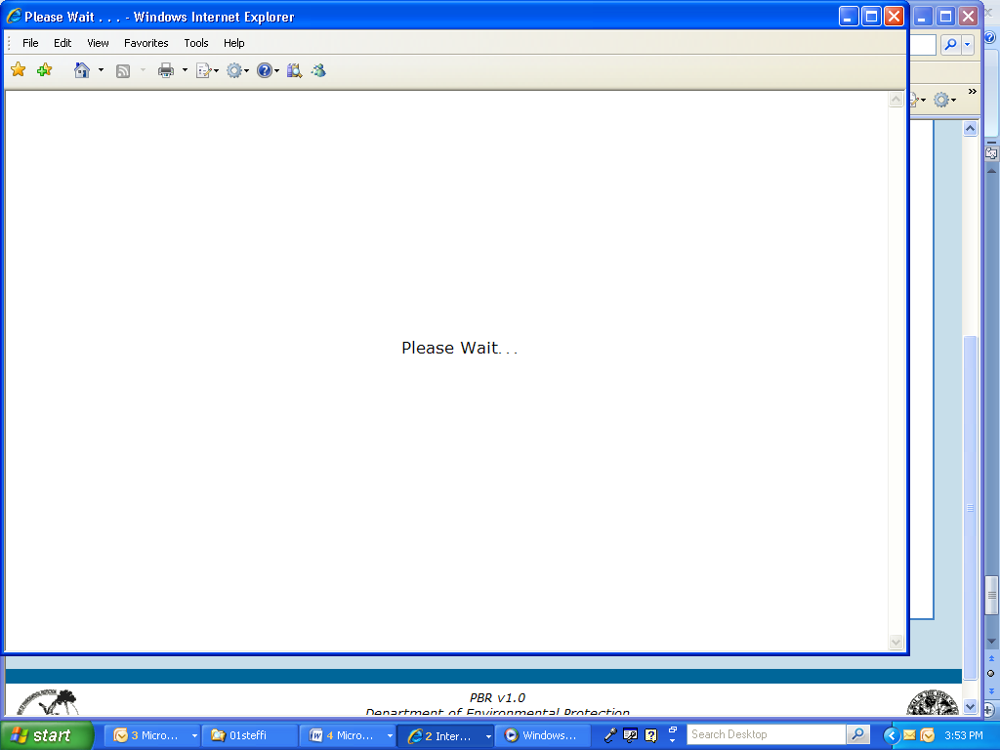 Please Wait . . . - Windows Internet Explorer
File Edit View Favorites Tools Help
Please Wait. . .
PBR v1.0
Department of Environmental Protection
start
3 Micro...
01steffi
4 Micro...
2 Inter...
Windows...
Search Desktop
3:53 PM